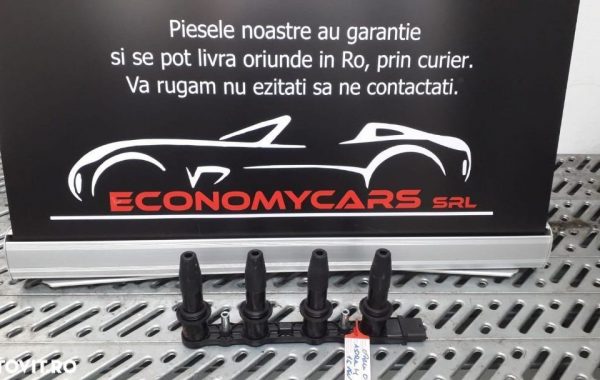 Piesele noastre au garantie
si se pot livra oriunde in Ro, prin curier.
Va rugam nu ezitati sa ne contactati.
ECONOMYCARS SRL